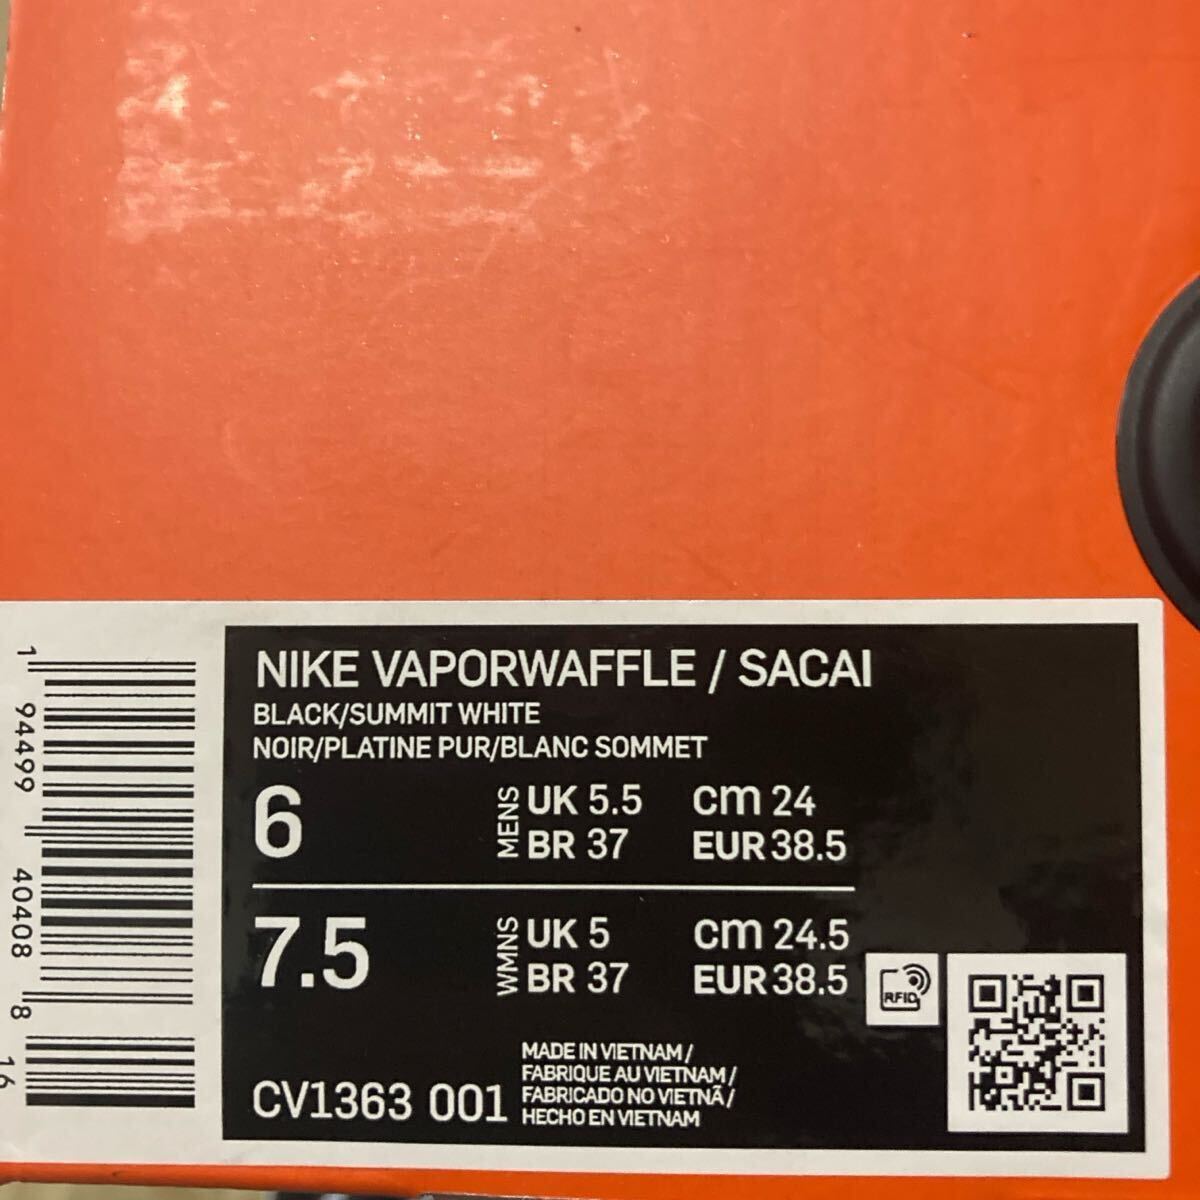 NIKE VAPORWAFFLE / SACAI
BLACK/SUMMIT WHITE
NOIR/PLATINE PUR/BLANC SOMMET
6 MENS UK 5.5 cm 24
BR 37 EUR 38.5
7.5 WMNS UK 5 cm 24.5
BR 37 EUR 38.5
RFID
CV1363 001
MADE IN VIETNAM /
FABRIQUE AU VIETNAM /
FABRICADO NO VIETNÃ /
HECHO EN VIETNAM
1 94499 40408 8 16